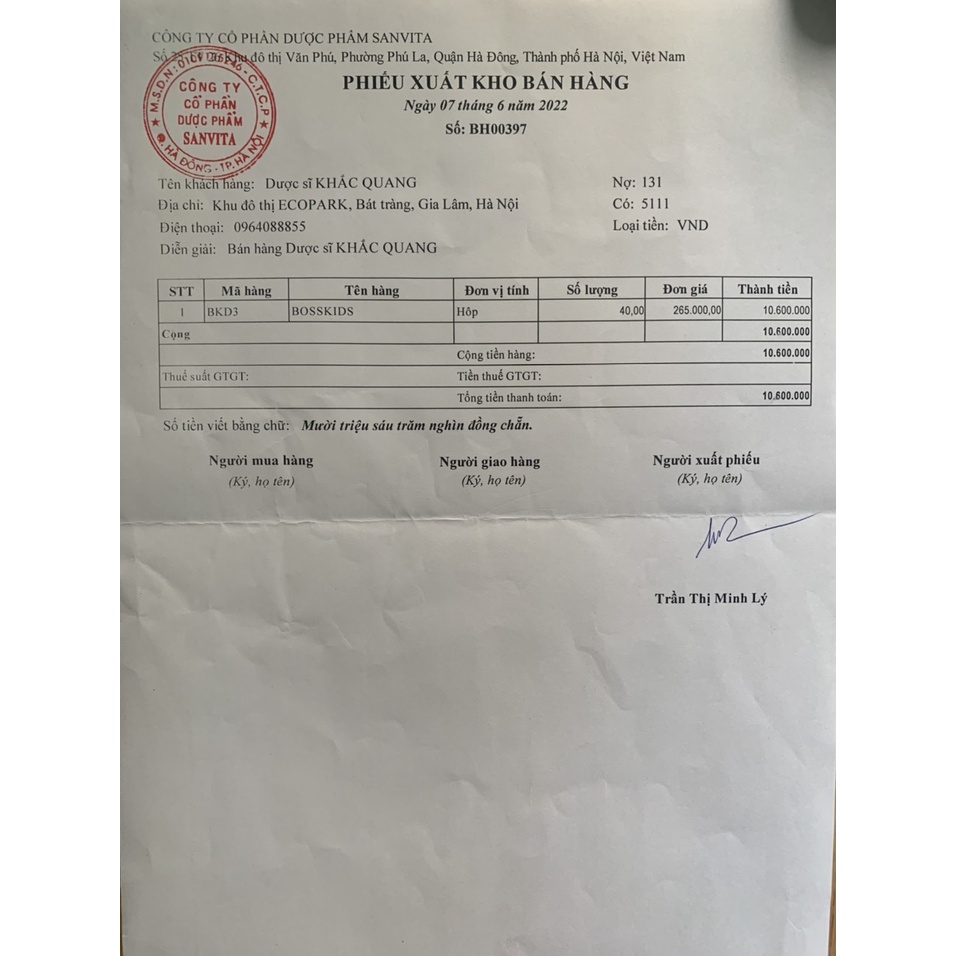 CÔNG TY CỔ PHẦN DƯỢC PHẨM SANVITA
Số Khu đô thị Văn Phú, Phường Phú La, Quận Hà Đông, Thành phố Hà Nội, Việt Nam
PHIẾU XUẤT KHO BÁN HÀNG
Ngày 07 tháng 6 năm 2022
Số: BH00397
M.S.D.N: C.T.C.P
CÔNG TY
CỔ PHẦN
DƯỢC PHẨM
SANVITA
Q. HÀ ĐÔNG - TP. HÀ NỘI
Tên khách hàng: Dược sĩ KHẮC QUANG Nợ: 131
Địa chỉ: Khu đô thị ECOPARK, Bát tràng, Gia Lâm, Hà Nội Có: 5111
Điện thoại: 0964088855 Loại tiền: VND
Diễn giải: Bán hàng Dược sĩ KHẮC QUANG
STT Mã hàng Tên hàng Đơn vị tính Số lượng Đơn giá Thành tiền
1 BKD3 BOSSKIDS Hôp 40,00 265.000,00 10.600.000
Cọng 10.600.000
Cộng tiền hàng: 10.600.000
Thuế suất GTGT: Tiền thuế GTGT:
Tổng tiền thanh toán: 10.600.000
Số tiền viết bằng chữ: Mười triệu sáu trăm nghìn đồng chẵn.
Người mua hàng Người giao hàng Người xuất phiếu
(Ký, họ tên) (Ký, họ tên) (Ký, họ tên)
Trần Thị Minh Lý